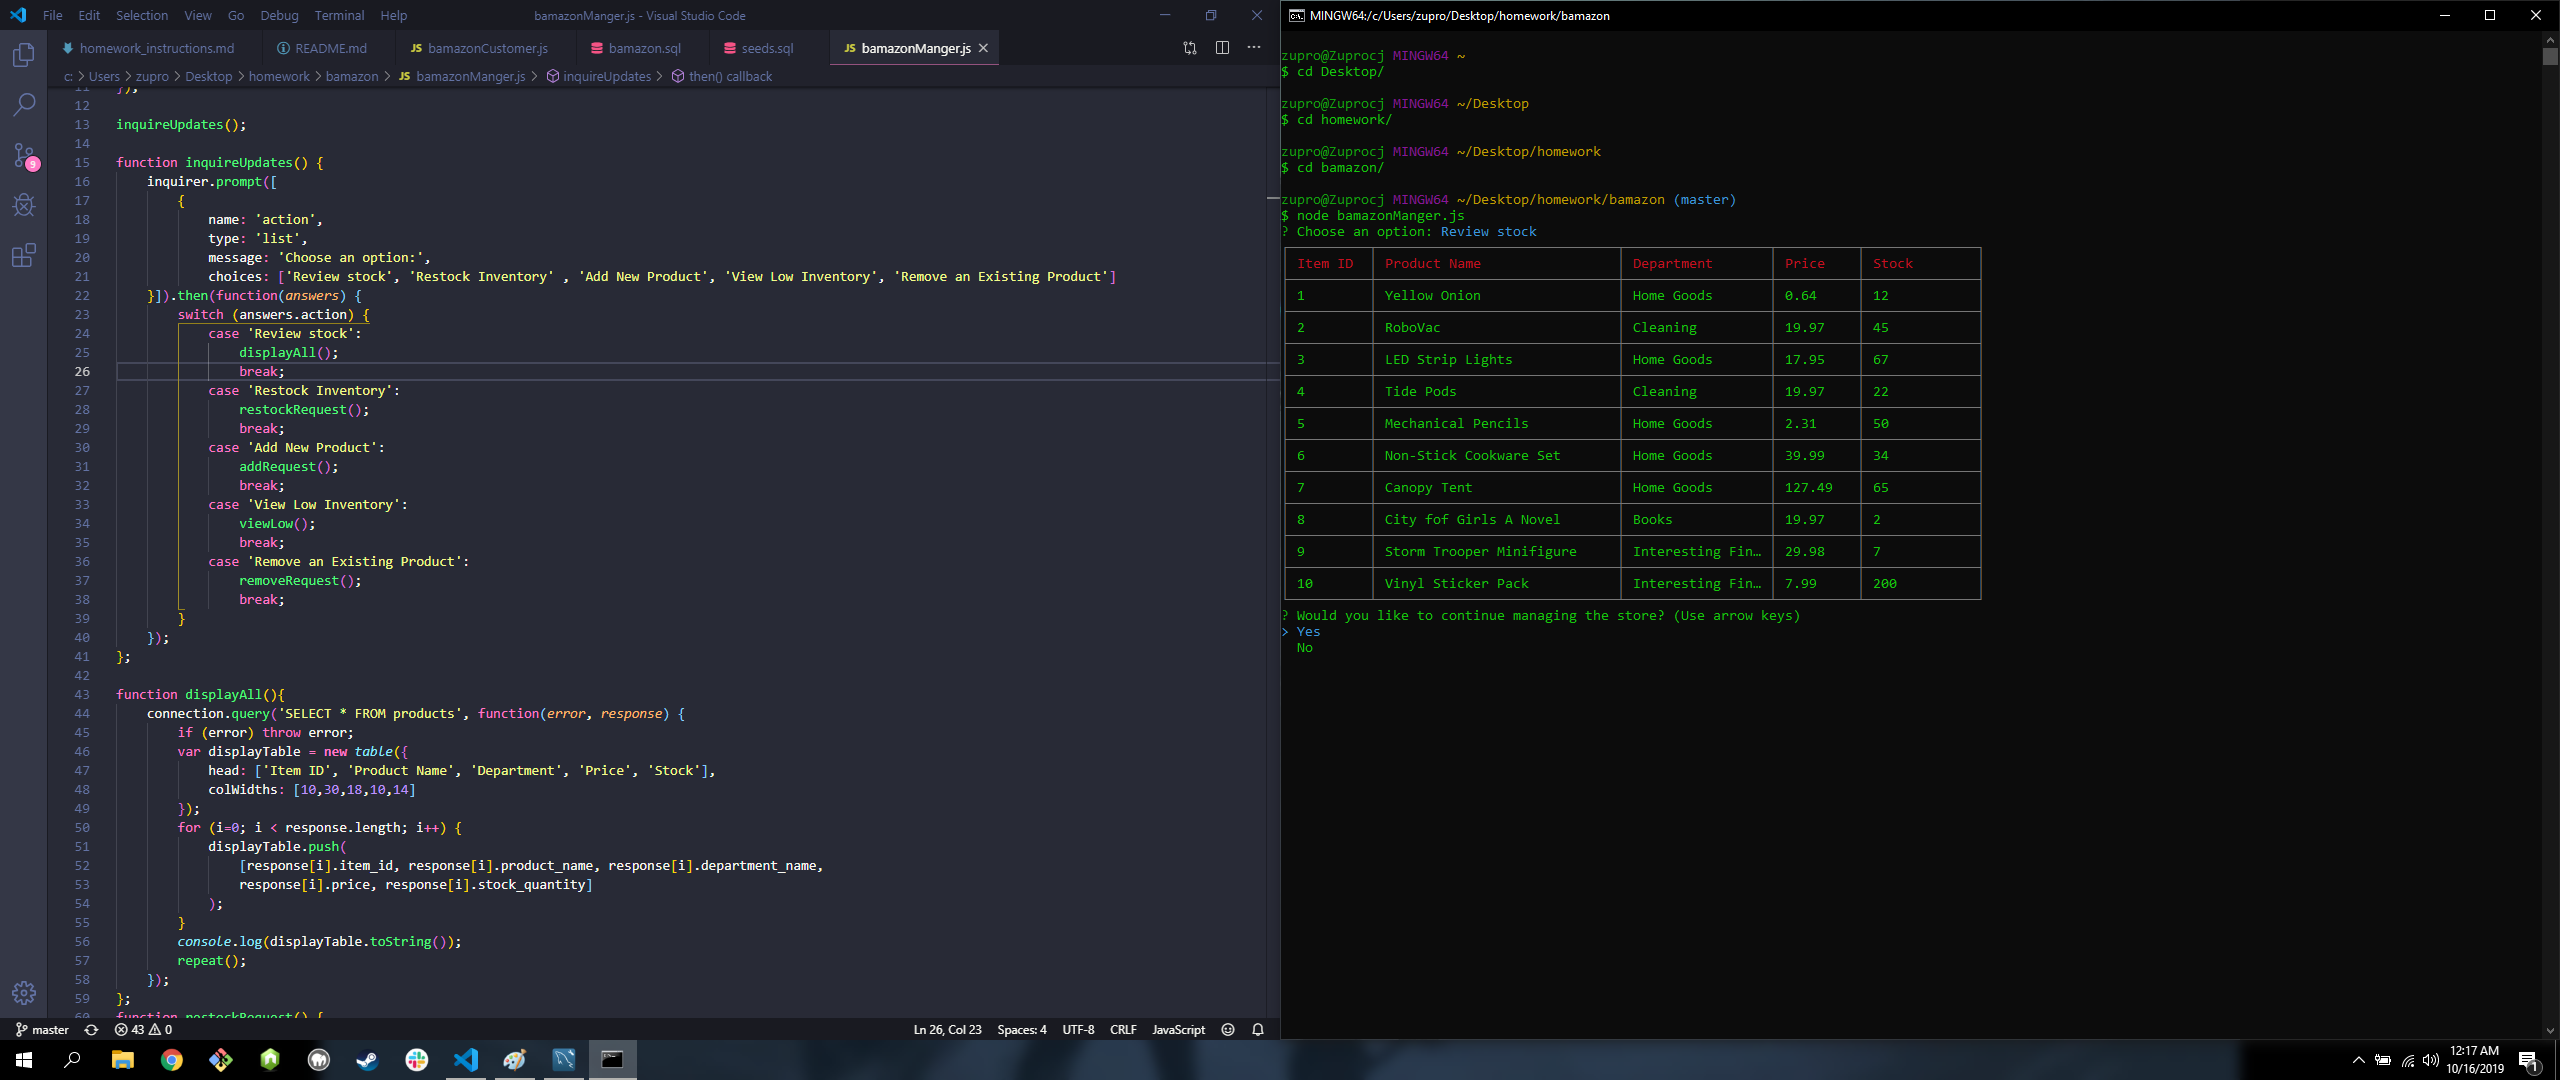 File Edit Selection View Go Debug Terminal Help bamazonManger.js - Visual Studio Code
homework_instructions.md README.md JS bamazonCustomer.js bamazon.sql seeds.sql JS bamazonManger.js
c: > Users > zupro > Desktop > homework > bamazon > JS bamazonManger.js > inquireUpdates > then() callback
11 });
12
13 inquireUpdates();
14
15 function inquireUpdates() {
16 inquirer.prompt([
17 {
18 name: 'action',
19 type: 'list',
20 message: 'Choose an option:',
21 choices: ['Review stock', 'Restock Inventory' , 'Add New Product', 'View Low Inventory', 'Remove an Existing Product']
22 }]).then(function(answers) {
23 switch (answers.action) {
24 case 'Review stock':
25 displayAll();
26 break;
27 case 'Restock Inventory':
28 restockRequest();
29 break;
30 case 'Add New Product':
31 addRequest();
32 break;
33 case 'View Low Inventory':
34 viewLow();
35 break;
36 case 'Remove an Existing Product':
37 removeRequest();
38 break;
39 }
40 });
41 };
42
43 function displayAll(){
44 connection.query('SELECT * FROM products', function(error, response) {
45 if (error) throw error;
46 var displayTable = new table({
47 head: ['Item ID', 'Product Name', 'Department', 'Price', 'Stock'],
48 colWidths: [10,30,18,10,14]
49 });
50 for (i=0; i < response.length; i++) {
51 displayTable.push(
52 [response[i].item_id, response[i].product_name, response[i].department_name,
53 response[i].price, response[i].stock_quantity]
54 );
55 }
56 console.log(displayTable.toString());
57 repeat();
58 });
59 };
60 function restockRequest() {
9
master 43 0 Ln 26, Col 23 Spaces: 4 UTF-8 CRLF JavaScript
MINGW64:/c/Users/zupro/Desktop/homework/bamazon
zupro@Zuprocj MINGW64 ~
$ cd Desktop/
zupro@Zuprocj MINGW64 ~/Desktop
$ cd homework/
zupro@Zuprocj MINGW64 ~/Desktop/homework
$ cd bamazon/
zupro@Zuprocj MINGW64 ~/Desktop/homework/bamazon (master)
$ node bamazonManger.js
? Choose an option: Review stock
Item ID Product Name Department Price Stock
1 Yellow Onion Home Goods 0.64 12
2 RoboVac Cleaning 19.97 45
3 LED Strip Lights Home Goods 17.95 67
4 Tide Pods Cleaning 19.97 22
5 Mechanical Pencils Home Goods 2.31 50
6 Non-Stick Cookware Set Home Goods 39.99 34
7 Canopy Tent Home Goods 127.49 65
8 City fof Girls A Novel Books 19.97 2
9 Storm Trooper Minifigure Interesting Fin… 29.98 7
10 Vinyl Sticker Pack Interesting Fin… 7.99 200
? Would you like to continue managing the store? (Use arrow keys)
> Yes
No
12:17 AM
10/16/2019
1